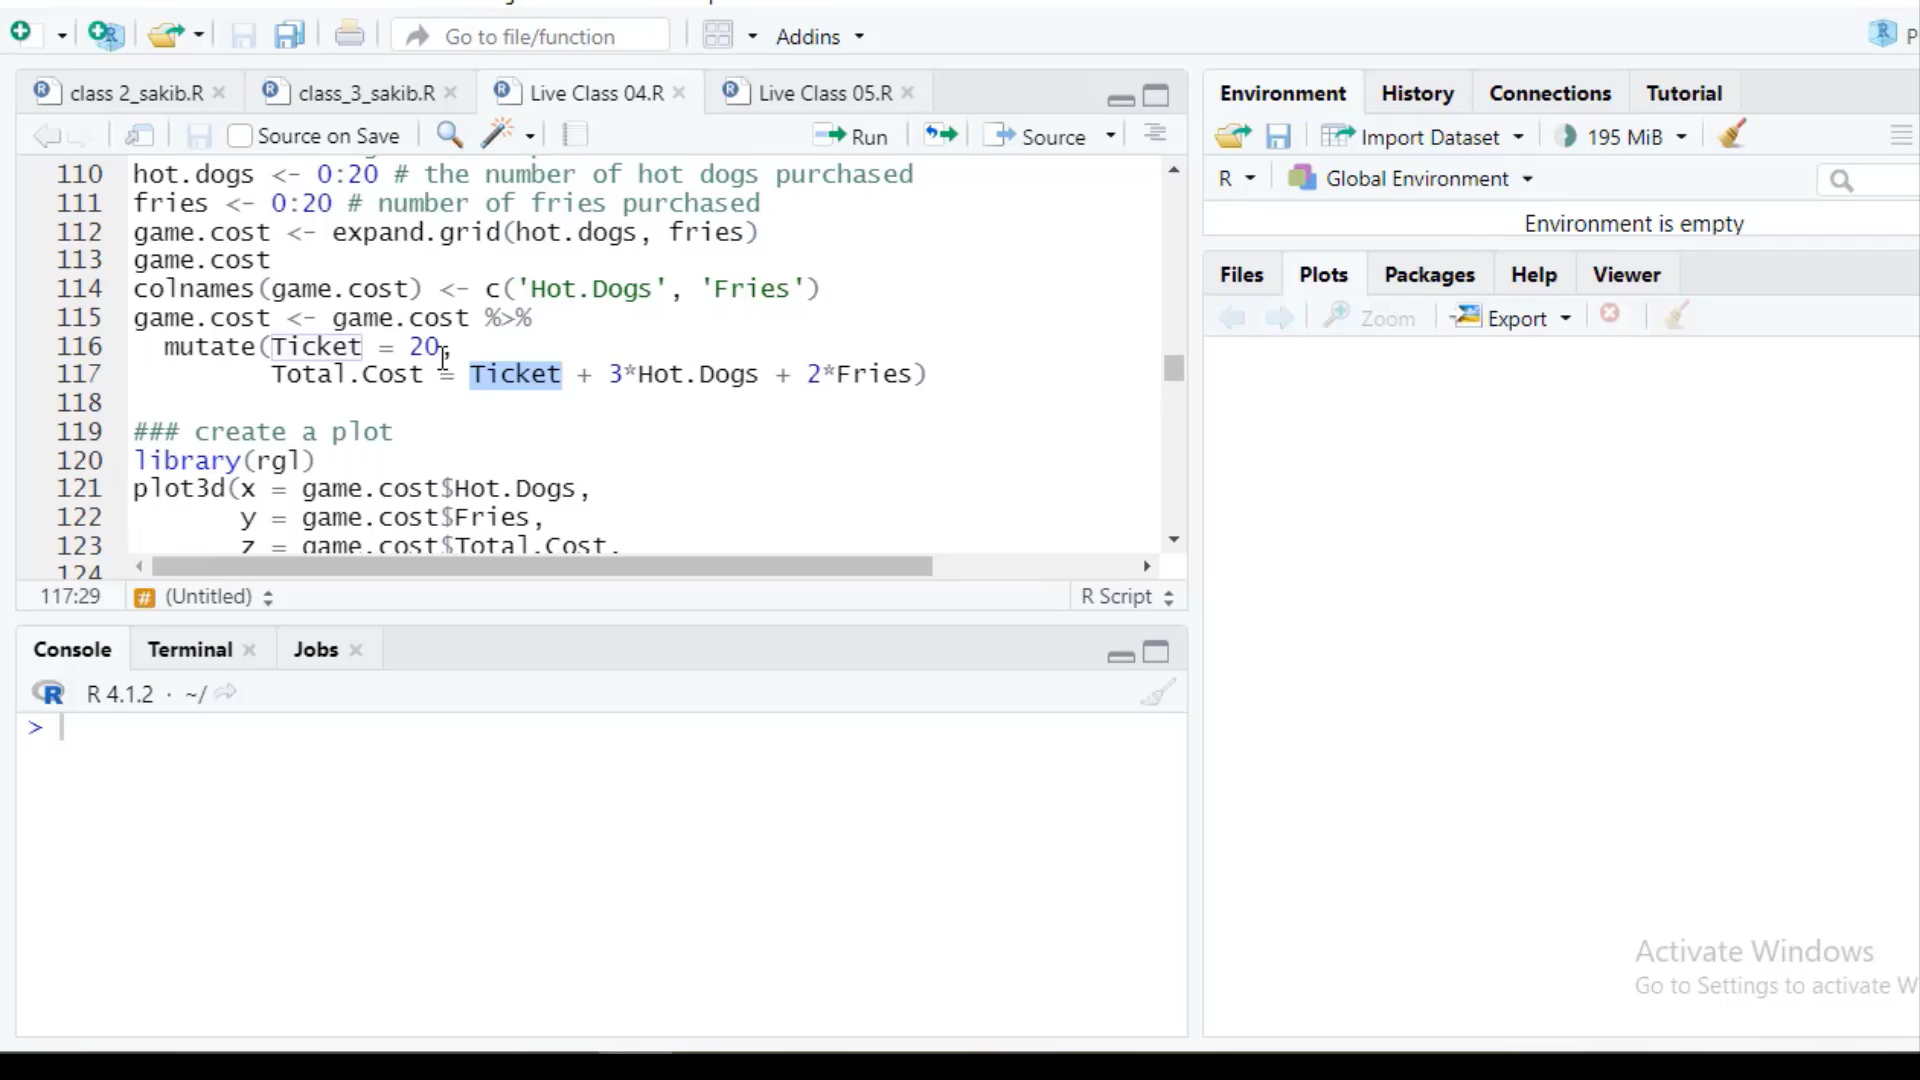 Go to file/function
Addins
class 2_sakib.R
class_3_sakib.R
Live Class 04.R
Live Class 05.R
Source on Save
Run
Source
110 hot.dogs <- 0:20 # the number of hot dogs purchased
111 fries <- 0:20 # number of fries purchased
112 game.cost <- expand.grid(hot.dogs, fries)
113 game.cost
114 colnames(game.cost) <- c('Hot.Dogs', 'Fries')
115 game.cost <- game.cost %>%
116 mutate(Ticket = 20,
117 Total.Cost = Ticket + 3*Hot.Dogs + 2*Fries)
118
119 ### create a plot
120 library(rgl)
121 plot3d(x = game.cost$Hot.Dogs,
122 y = game.cost$Fries,
123 z = game.cost$Total.Cost,
124
117:29 # (Untitled) R Script
Console Terminal Jobs
R 4.1.2 · ~/
>
Environment History Connections Tutorial
Import Dataset 195 MiB
R Global Environment
Environment is empty
Files Plots Packages Help Viewer
Zoom Export
Activate Windows
Go to Settings to activate W